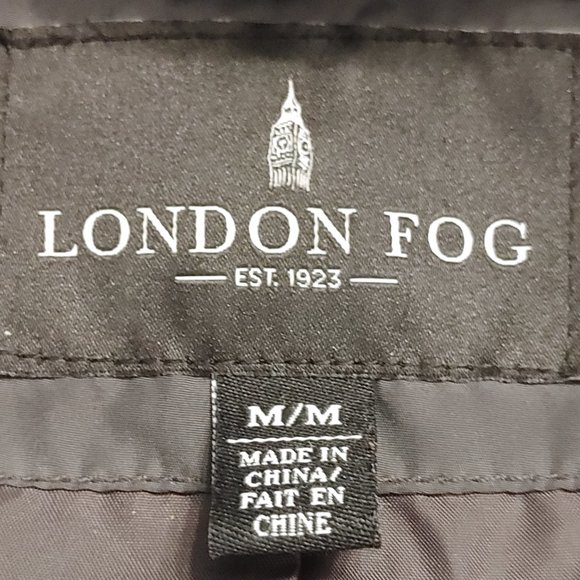 LONDON FOG
EST. 1923
M/M
MADE IN
CHINA/
FAIT EN
CHINE